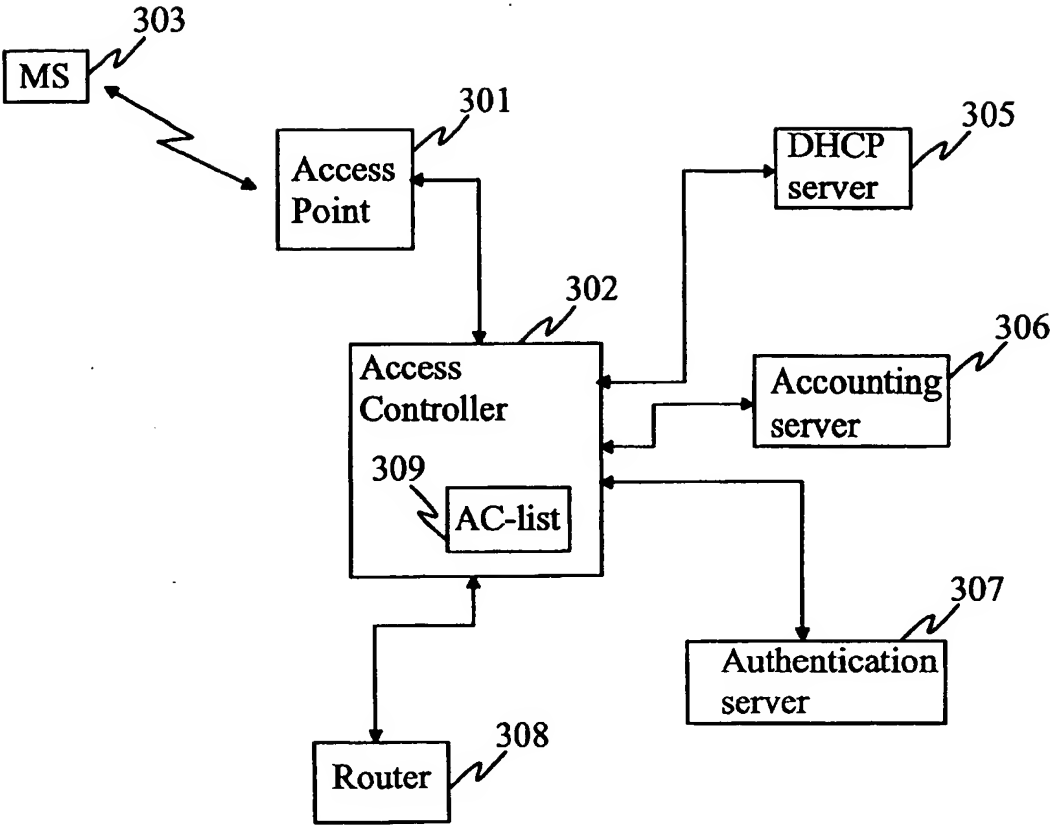 303
MS
301
Access
Point
305
DHCP
server
302
Access
Controller
306
Accounting
server
309
AC-list
307
Authentication
server
308
Router